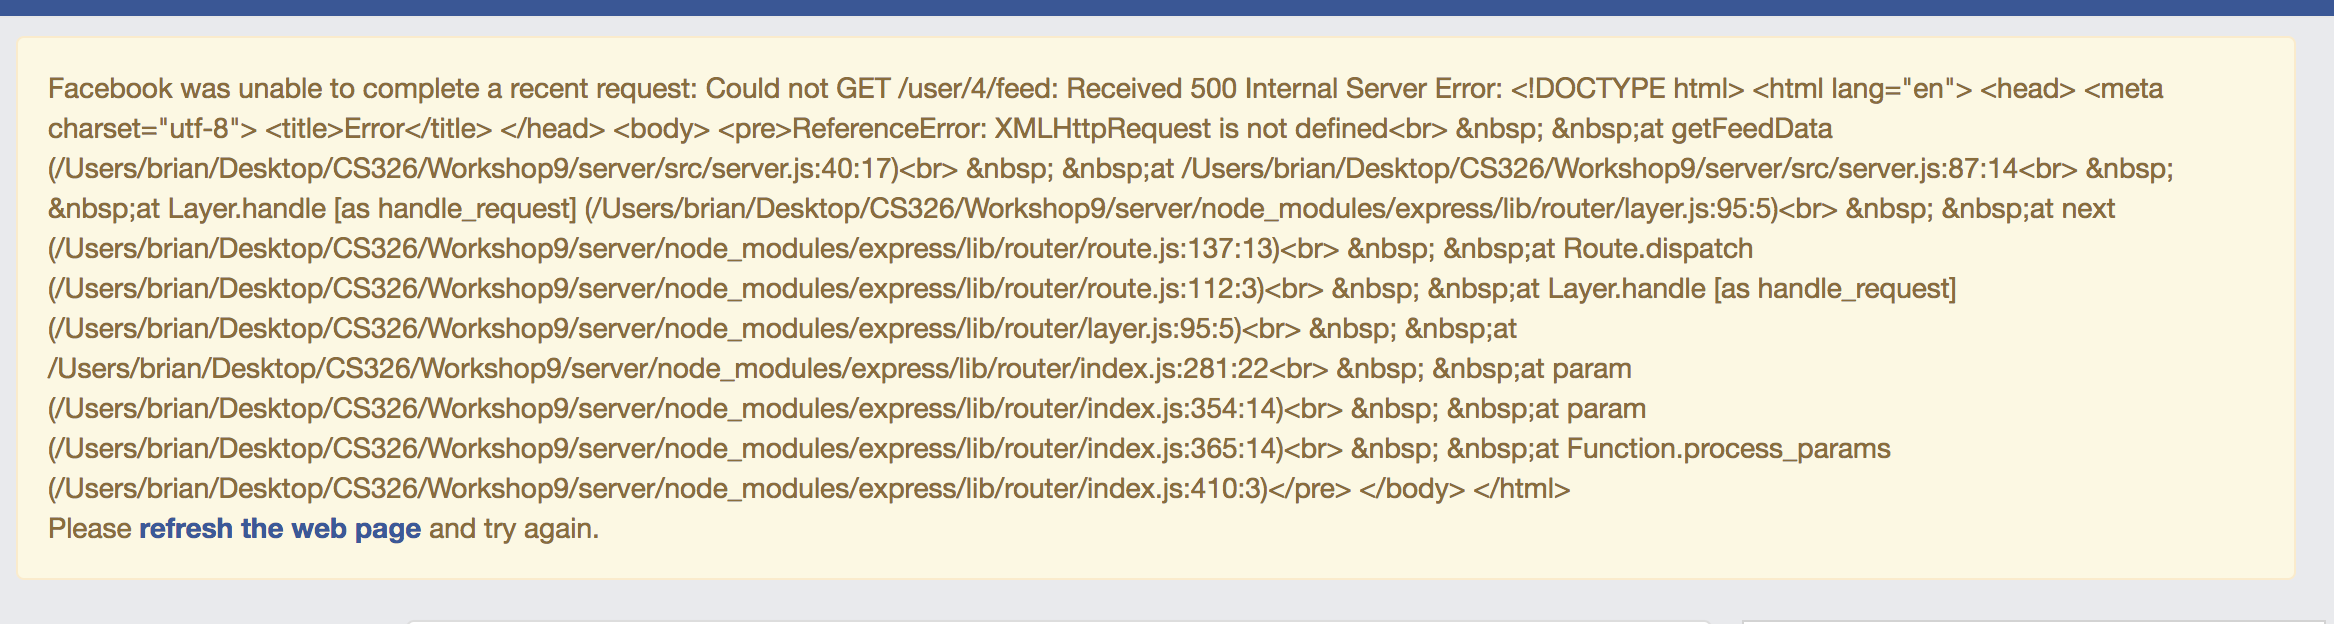 Facebook was unable to complete a recent request: Could not GET /user/4/feed: Received 500 Internal Server Error: <!DOCTYPE html> <html lang="en"> <head> <meta
charset="utf-8"> <title>Error</title> </head> <body> <pre>ReferenceError: XMLHttpRequest is not defined<br> &nbsp; &nbsp;at getFeedData
(/Users/brian/Desktop/CS326/Workshop9/server/src/server.js:40:17)<br> &nbsp; &nbsp;at /Users/brian/Desktop/CS326/Workshop9/server/src/server.js:87:14<br> &nbsp;
&nbsp;at Layer.handle [as handle_request] (/Users/brian/Desktop/CS326/Workshop9/server/node_modules/express/lib/router/layer.js:95:5)<br> &nbsp; &nbsp;at next
(/Users/brian/Desktop/CS326/Workshop9/server/node_modules/express/lib/router/route.js:137:13)<br> &nbsp; &nbsp;at Route.dispatch
(/Users/brian/Desktop/CS326/Workshop9/server/node_modules/express/lib/router/route.js:112:3)<br> &nbsp; &nbsp;at Layer.handle [as handle_request]
(/Users/brian/Desktop/CS326/Workshop9/server/node_modules/express/lib/router/layer.js:95:5)<br> &nbsp; &nbsp;at
/Users/brian/Desktop/CS326/Workshop9/server/node_modules/express/lib/router/index.js:281:22<br> &nbsp; &nbsp;at param
(/Users/brian/Desktop/CS326/Workshop9/server/node_modules/express/lib/router/index.js:354:14)<br> &nbsp; &nbsp;at param
(/Users/brian/Desktop/CS326/Workshop9/server/node_modules/express/lib/router/index.js:365:14)<br> &nbsp; &nbsp;at Function.process_params
(/Users/brian/Desktop/CS326/Workshop9/server/node_modules/express/lib/router/index.js:410:3)</pre> </body> </html>
Please refresh the web page and try again.